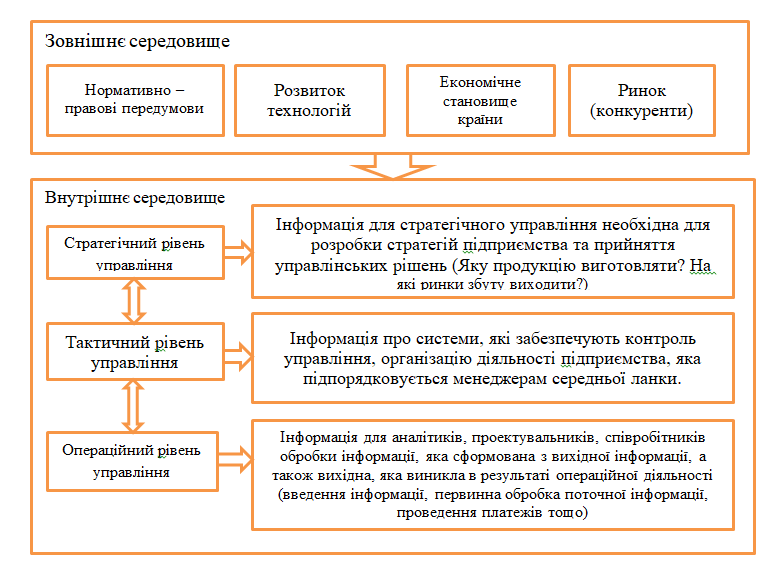 Зовнішнє середовище
Нормативно –
правові передумови
Розвиток
технологій
Економічне
становище
країни
Ринок
(конкуренти)
Внутрішнє середовище
Стратегічний рівень
управління
Інформація для стратегічного управління необхідна для
розробки стратегій підприємства та прийняття
управлінських рішень (Яку продукцію виготовляти? На
які ринки збуту виходити?)
Тактичний рівень
управління
Інформація про системи, які забезпечують контроль
управління, організацію діяльності підприємства, яка
підпорядковується менеджерам середньої ланки.
Операційний рівень
управління
Інформація для аналітиків, проектувальників, співробітників
обробки інформації, яка сформована з вихідної інформації, а
також вихідна, яка виникла в результаті операційної діяльності
(введення інформації, первинна обробка поточної інформації,
проведення платежів тощо)